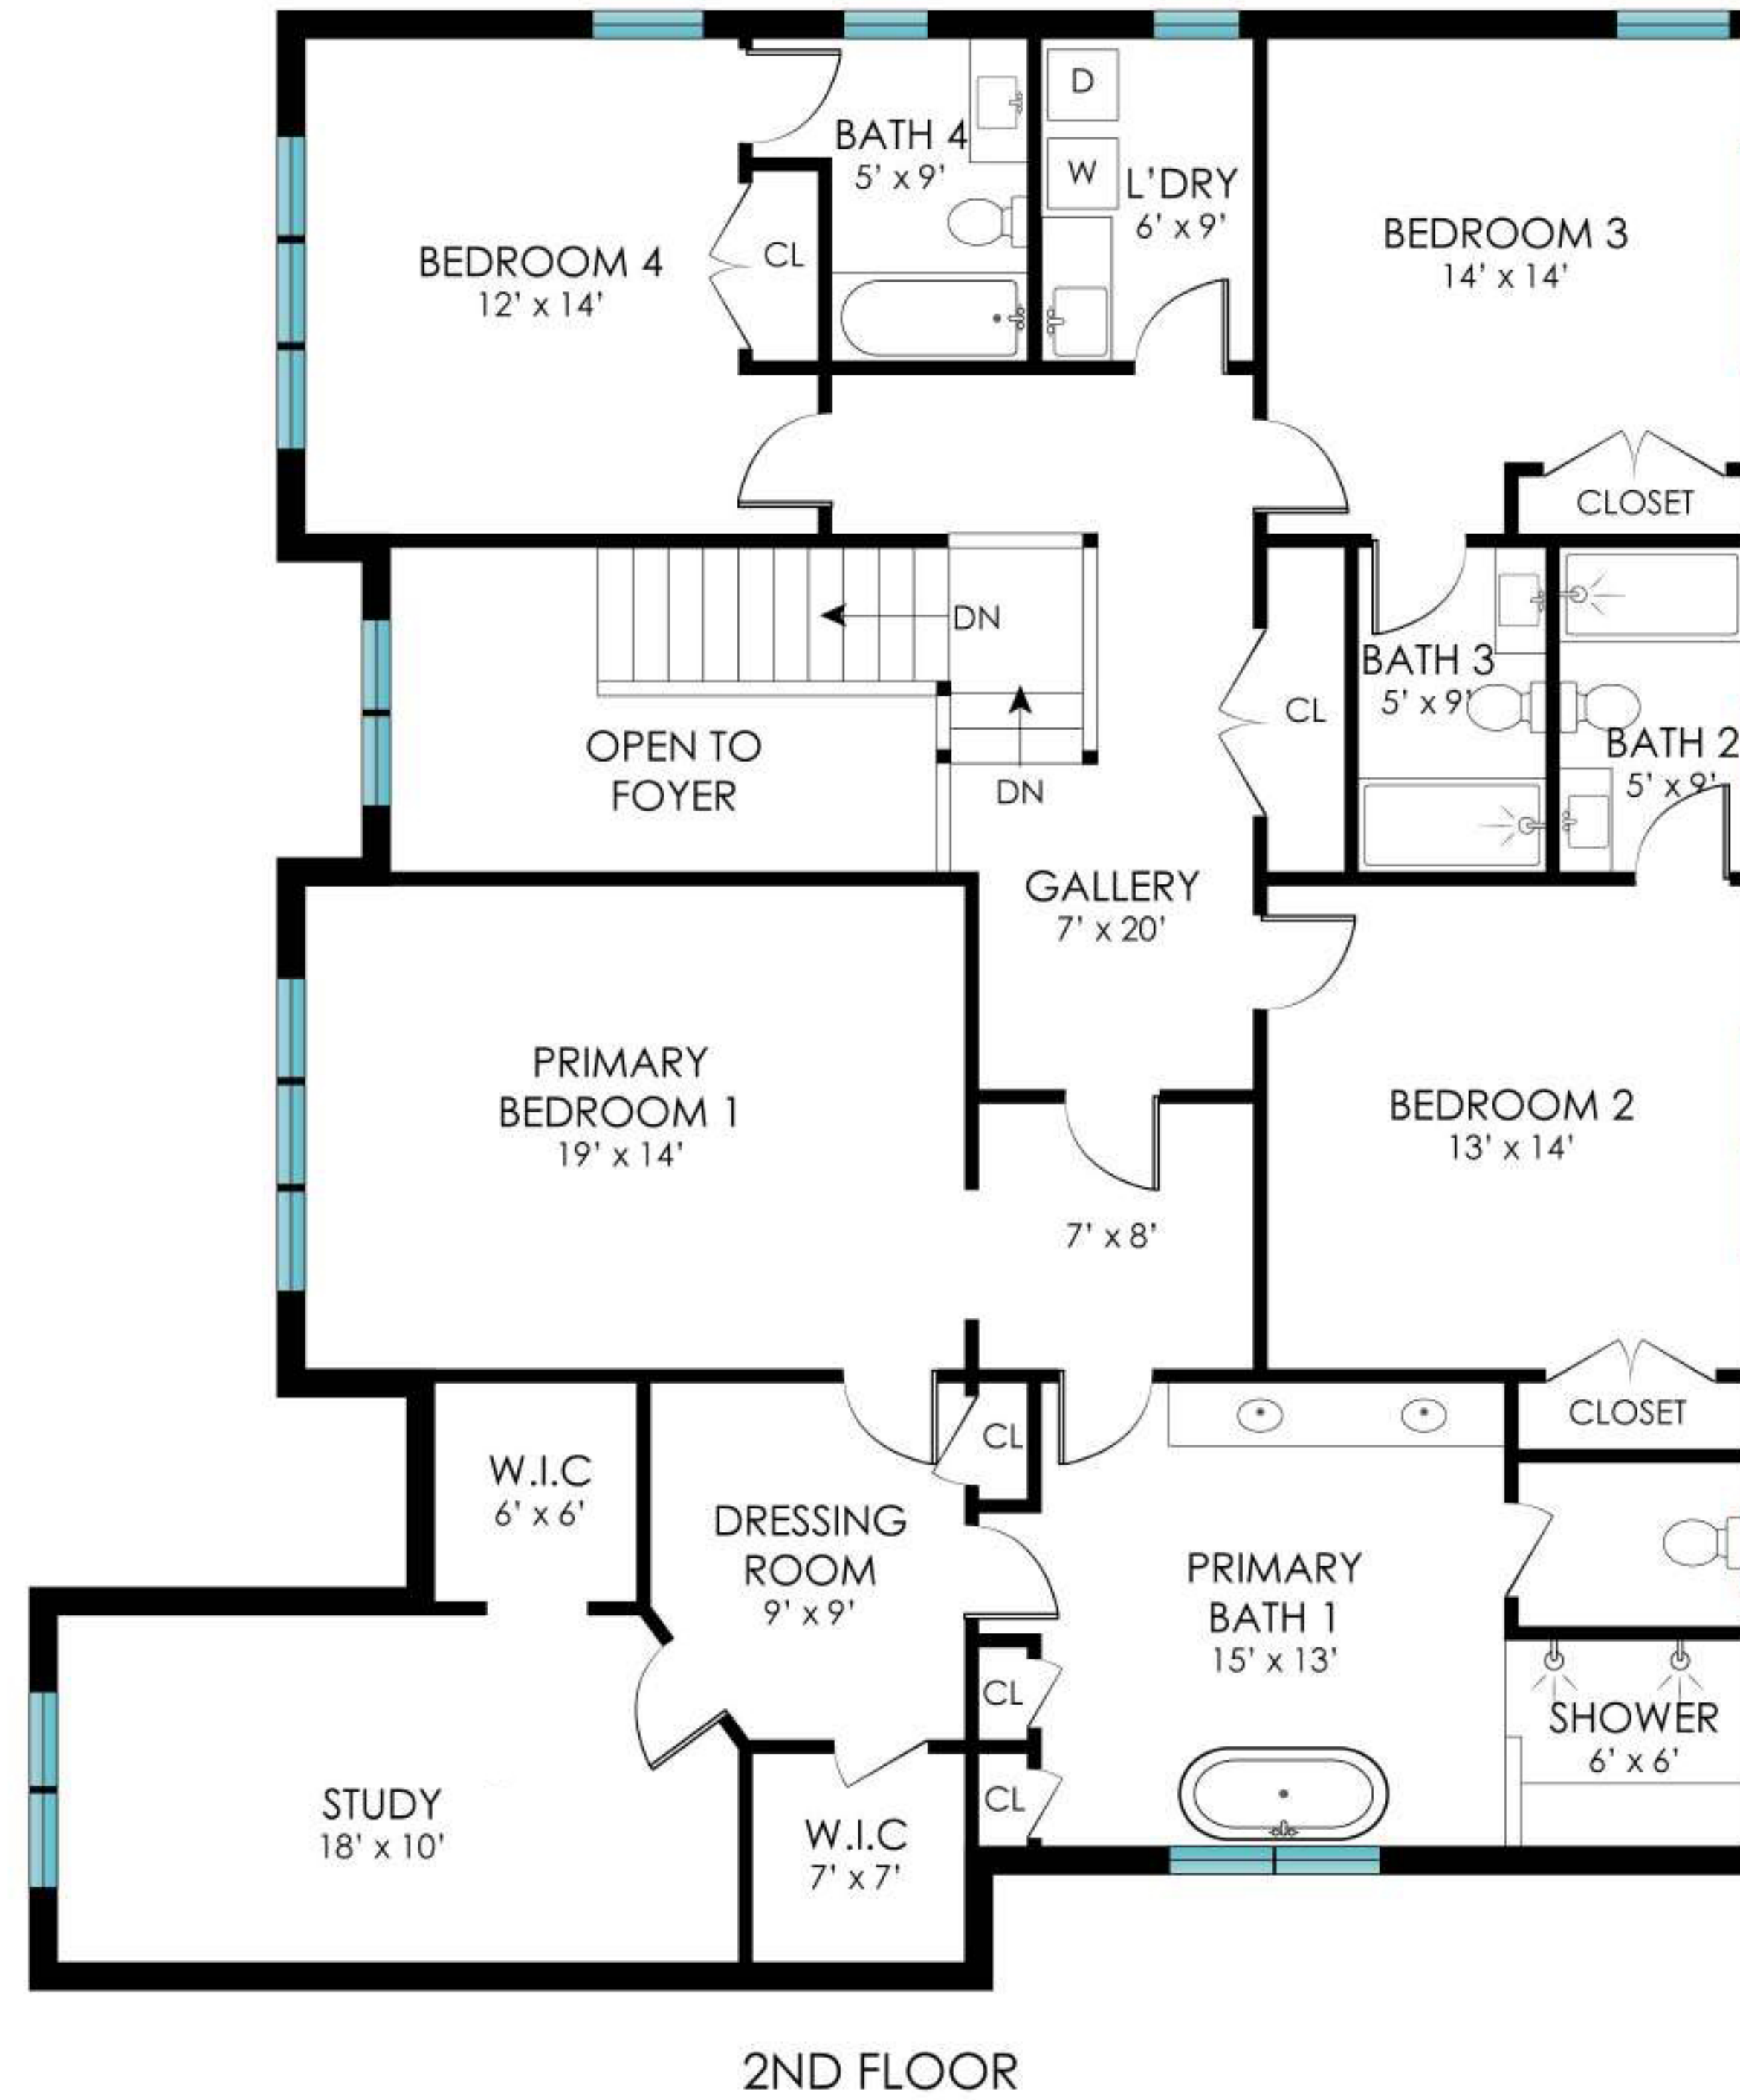 D
BATH 4
5' x 9'
W
L'DRY
6' x 9'
BEDROOM 4
12' x 14'
CL
BEDROOM 3
14' x 14'
CLOSET
DN
BATH 3
5' x 9'
CL
BATH 2
5' x 9'
OPEN TO
FOYER
DN
GALLERY
7' x 20'
PRIMARY
BEDROOM 1
19' x 14'
BEDROOM 2
13' x 14'
7' x 8'
CLOSET
CL
W.I.C
6' x 6'
DRESSING
ROOM
9' x 9'
PRIMARY
BATH 1
15' x 13'
CL
SHOWER
6' x 6'
STUDY
18' x 10'
CL
W.I.C
7' x 7'
2ND FLOOR